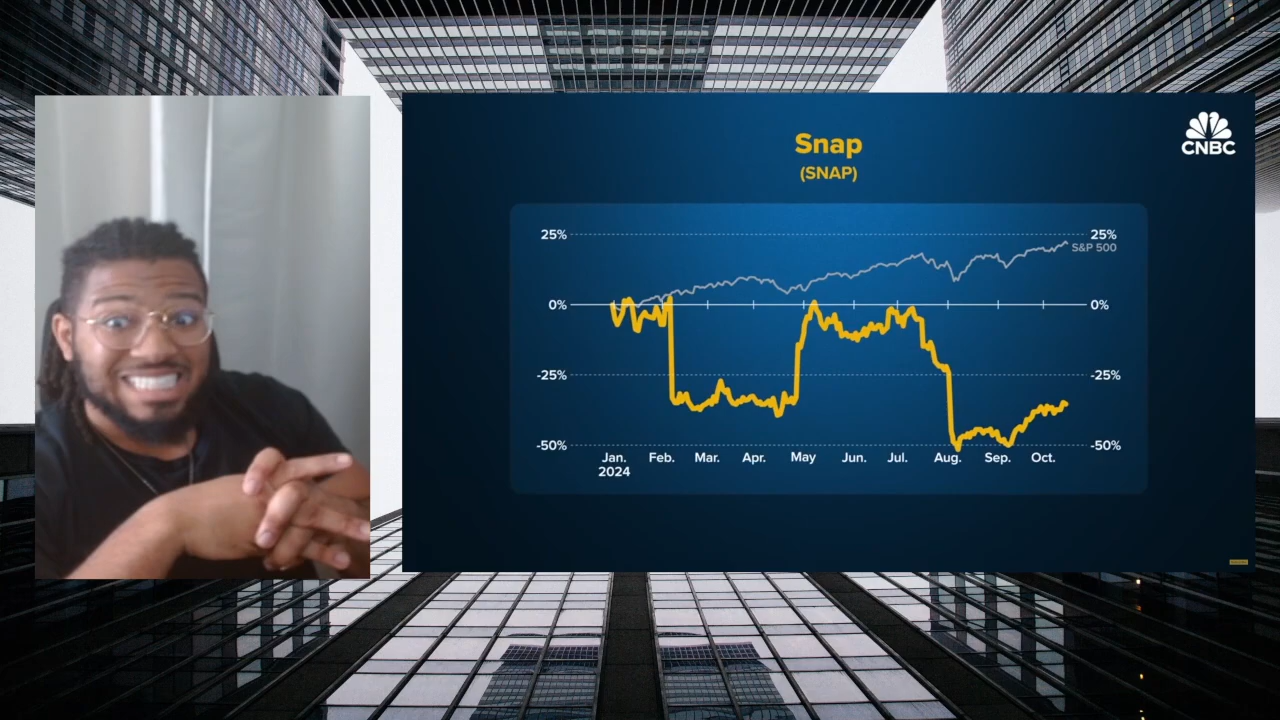 CNBC
Snap
(SNAP)
25%
25%
S&P 500
0%
0%
-25%
-25%
-50%
-50%
Jan. Feb. Mar. Apr. May Jun. Jul. Aug. Sep. Oct.
2024